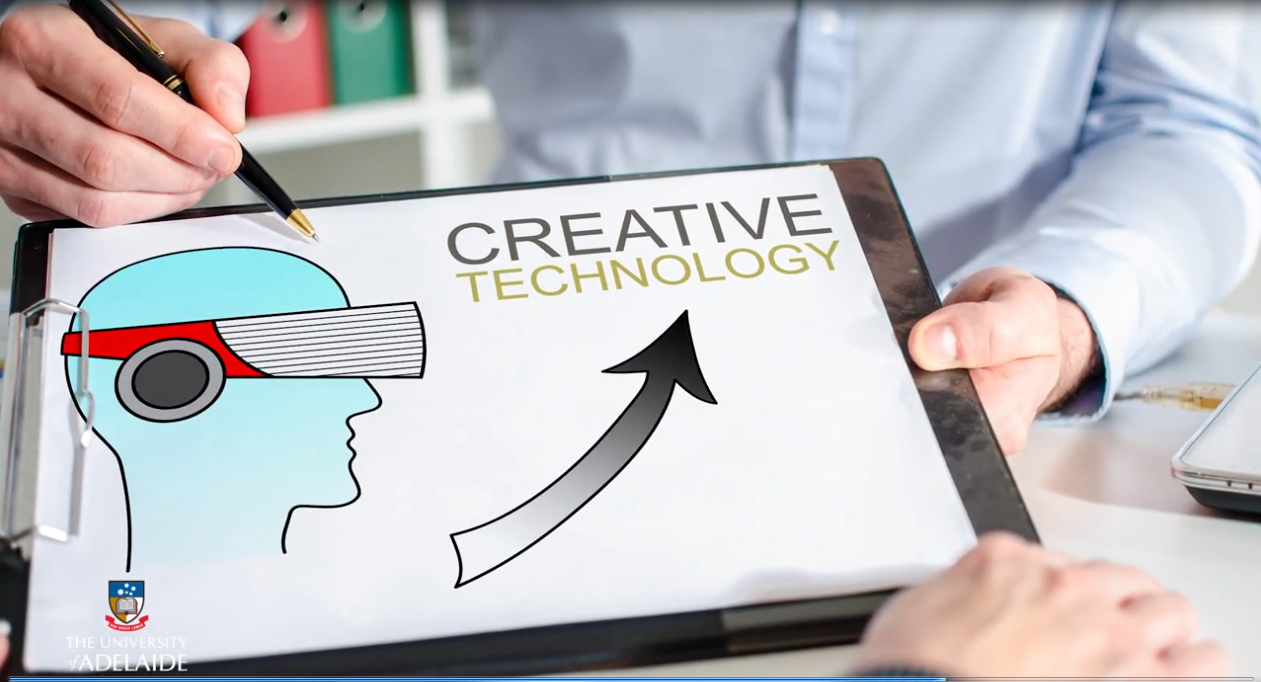 CREATIVE
TECHNOLOGY
THE UNIVERSITY
of ADELAIDE